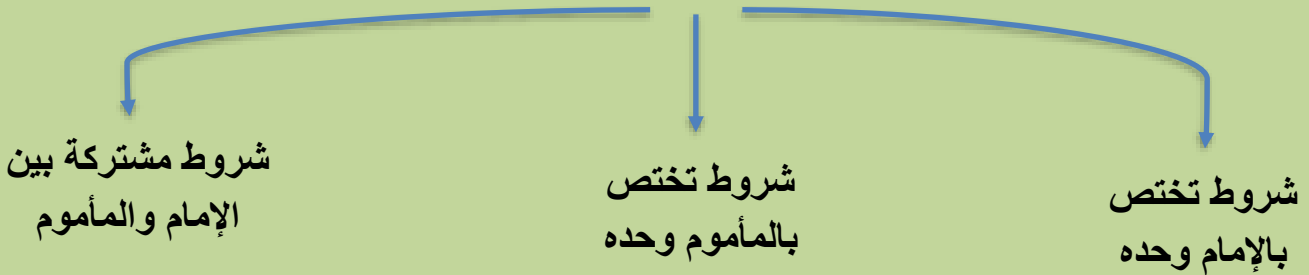 شروط تختص
بالإمام وحده
شروط تختص
بالمأموم وحده
شروط مشتركة بين
الإمام والمأموم